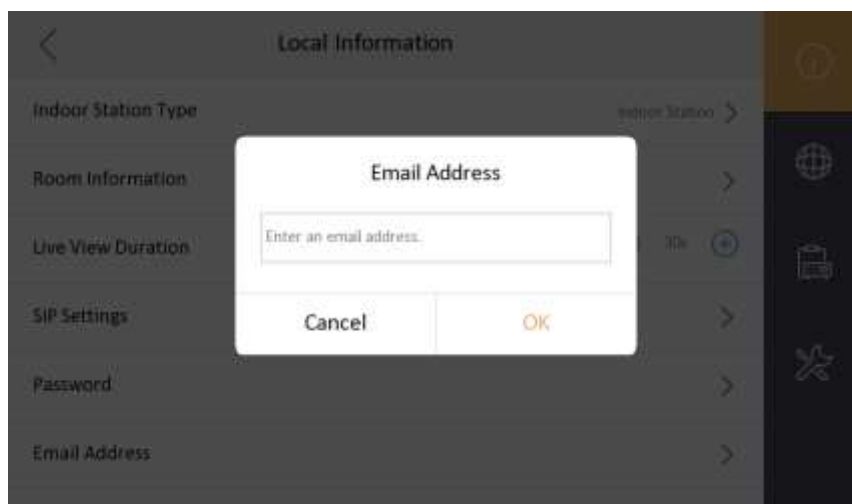 Local Information
Indoor Station Type
Indoor Station
Room Information
Email Address
Enter an email address.
Live View Duration
30s
Cancel
OK
SIP Settings
Password
Email Address